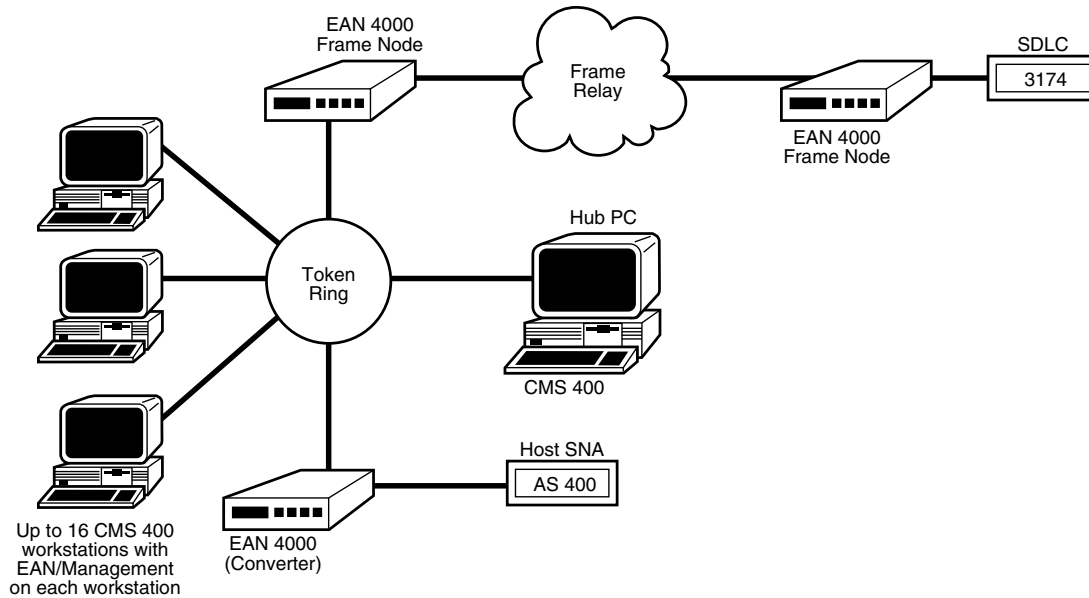 EAN 4000
Frame Node
Frame
Relay
SDLC
3174
EAN 4000
Frame Node
Hub PC
Token
Ring
CMS 400
Host SNA
AS 400
EAN 4000
(Converter)
Up to 16 CMS 400
workstations with
EAN/Management
on each workstation